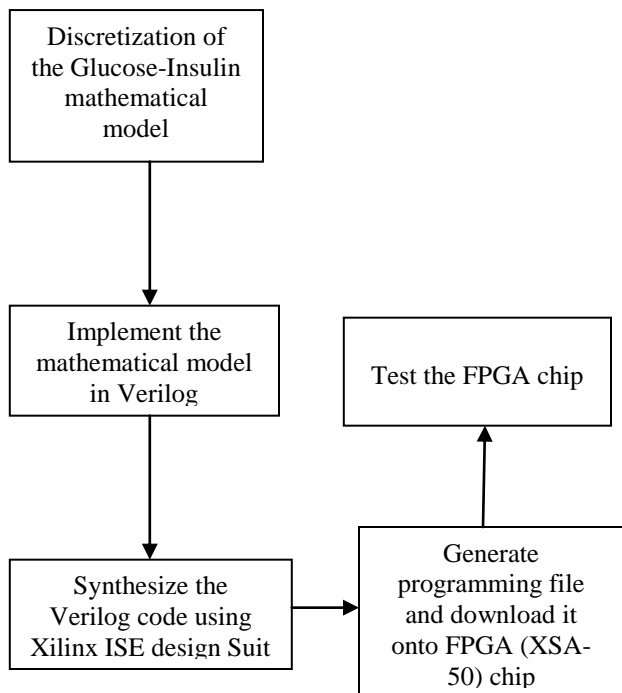 Discretization of
the Glucose-Insulin
mathematical
model
Implement the
mathematical model
in Verilog
Test the FPGA chip
Synthesize the
Verilog code using
Xilinx ISE design Suit
Generate
programming file
and download it
onto FPGA (XSA-
50) chip